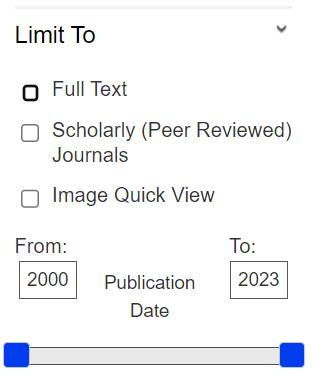 Limit To
Full Text
Scholarly (Peer Reviewed)
Journals
Image Quick View
From:
To:
2000
Publication
Date
2023